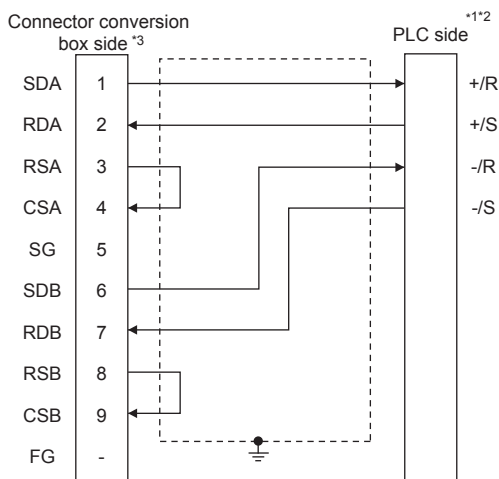 Connector conversion
box side *3
PLC side *1*2
SDA 1 +/R
RDA 2 +/S
RSA 3 -/R
CSA 4 -/S
SG 5
SDB 6
RDB 7
RSB 8
CSB 9
FG -